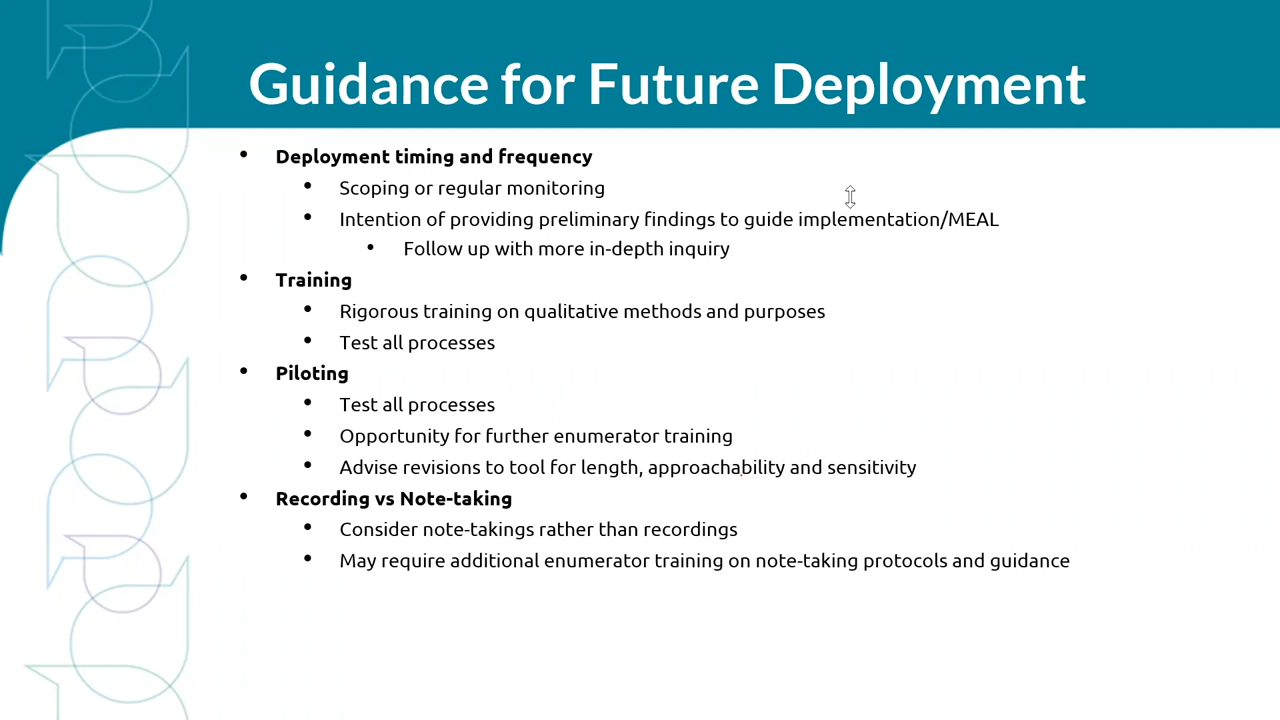 Guidance for Future Deployment
• Deployment timing and frequency
• Scoping or regular monitoring
• Intention of providing preliminary findings to guide implementation/MEAL
• Follow up with more in-depth inquiry
• Training
• Rigorous training on qualitative methods and purposes
• Test all processes
• Piloting
• Test all processes
• Opportunity for further enumerator training
• Advise revisions to tool for length, approachability and sensitivity
• Recording vs Note-taking
• Consider note-takings rather than recordings
• May require additional enumerator training on note-taking protocols and guidance